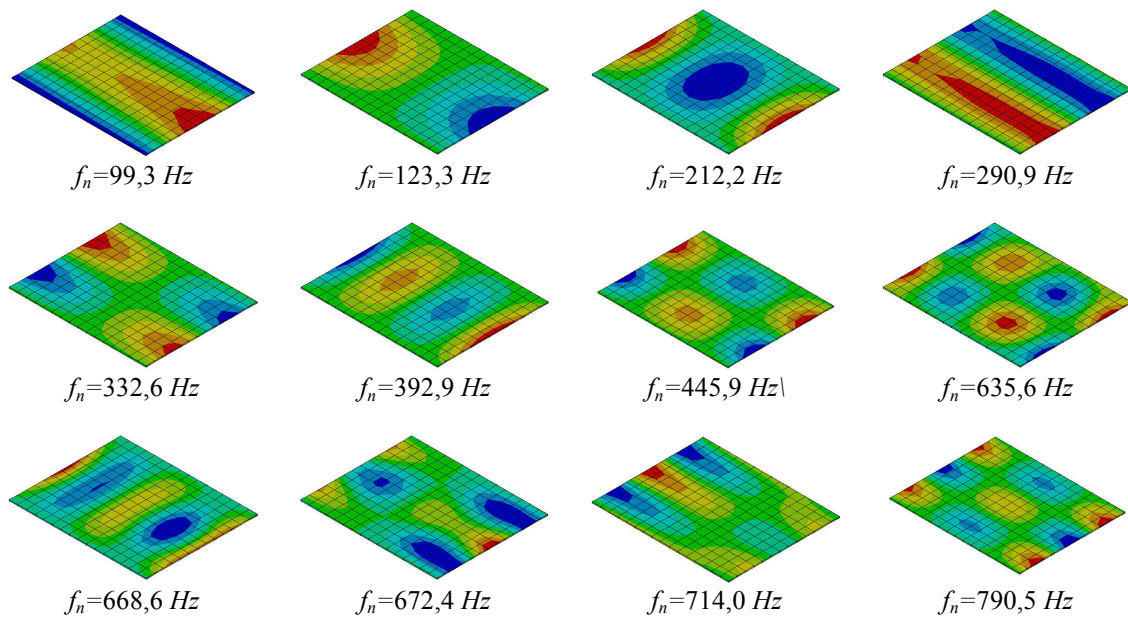 fn=99,3 Hz
fn=123,3 Hz
fn=212,2 Hz
fn=290,9 Hz
fn=332,6 Hz
fn=392,9 Hz
fn=445,9 Hz\
fn=635,6 Hz
fn=668,6 Hz
fn=672,4 Hz
fn=714,0 Hz
fn=790,5 Hz